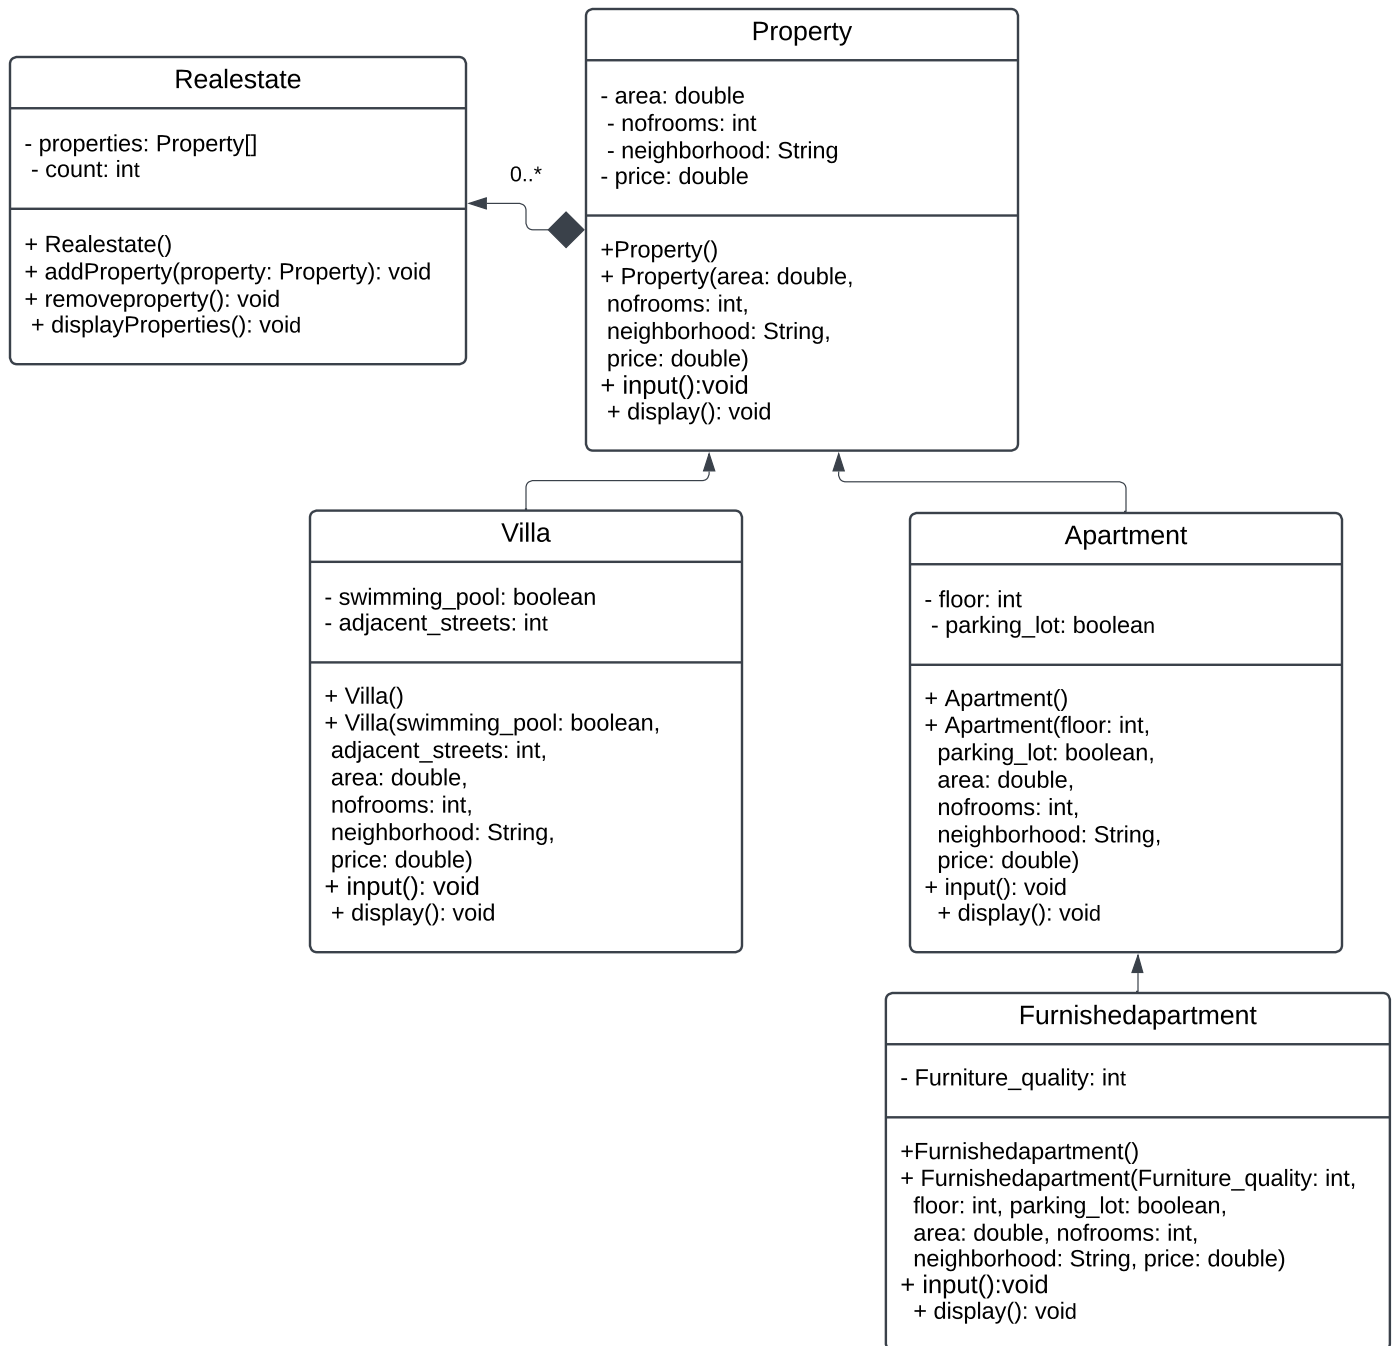 Property
- area: double
- nofrooms: int
- neighborhood: String
- price: double
+Property()
+ Property(area: double,
nofrooms: int,
neighborhood: String,
price: double)
+ input():void
+ display(): void
Realestate
- properties: Property[]
- count: int
+ Realestate()
+ addProperty(property: Property): void
+ removeproperty(): void
+ displayProperties(): void
0..*
Villa
- swimming_pool: boolean
- adjacent_streets: int
+ Villa()
+ Villa(swimming_pool: boolean,
adjacent_streets: int,
area: double,
nofrooms: int,
neighborhood: String,
price: double)
+ input(): void
+ display(): void
Apartment
- floor: int
- parking_lot: boolean
+ Apartment()
+ Apartment(floor: int,
parking_lot: boolean,
area: double,
nofrooms: int,
neighborhood: String,
price: double)
+ input(): void
+ display(): void
Furnishedapartment
- Furniture_quality: int
+Furnishedapartment()
+ Furnishedapartment(Furniture_quality: int,
floor: int, parking_lot: boolean,
area: double, nofrooms: int,
neighborhood: String, price: double)
+ input():void
+ display(): void